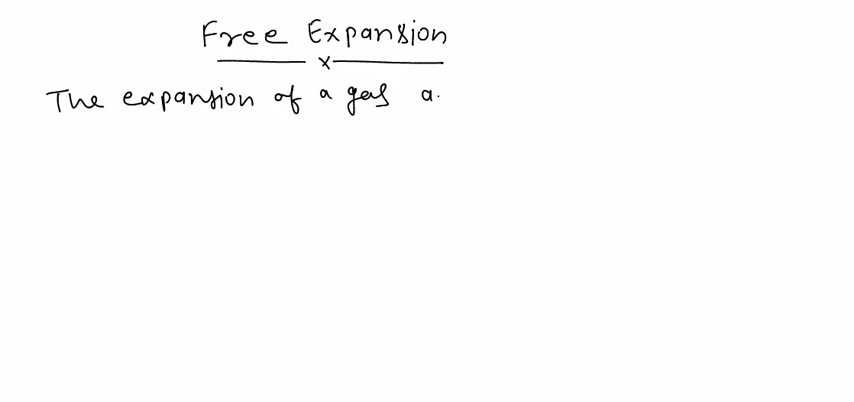 Free Expansion
x
The expansion of a gas a